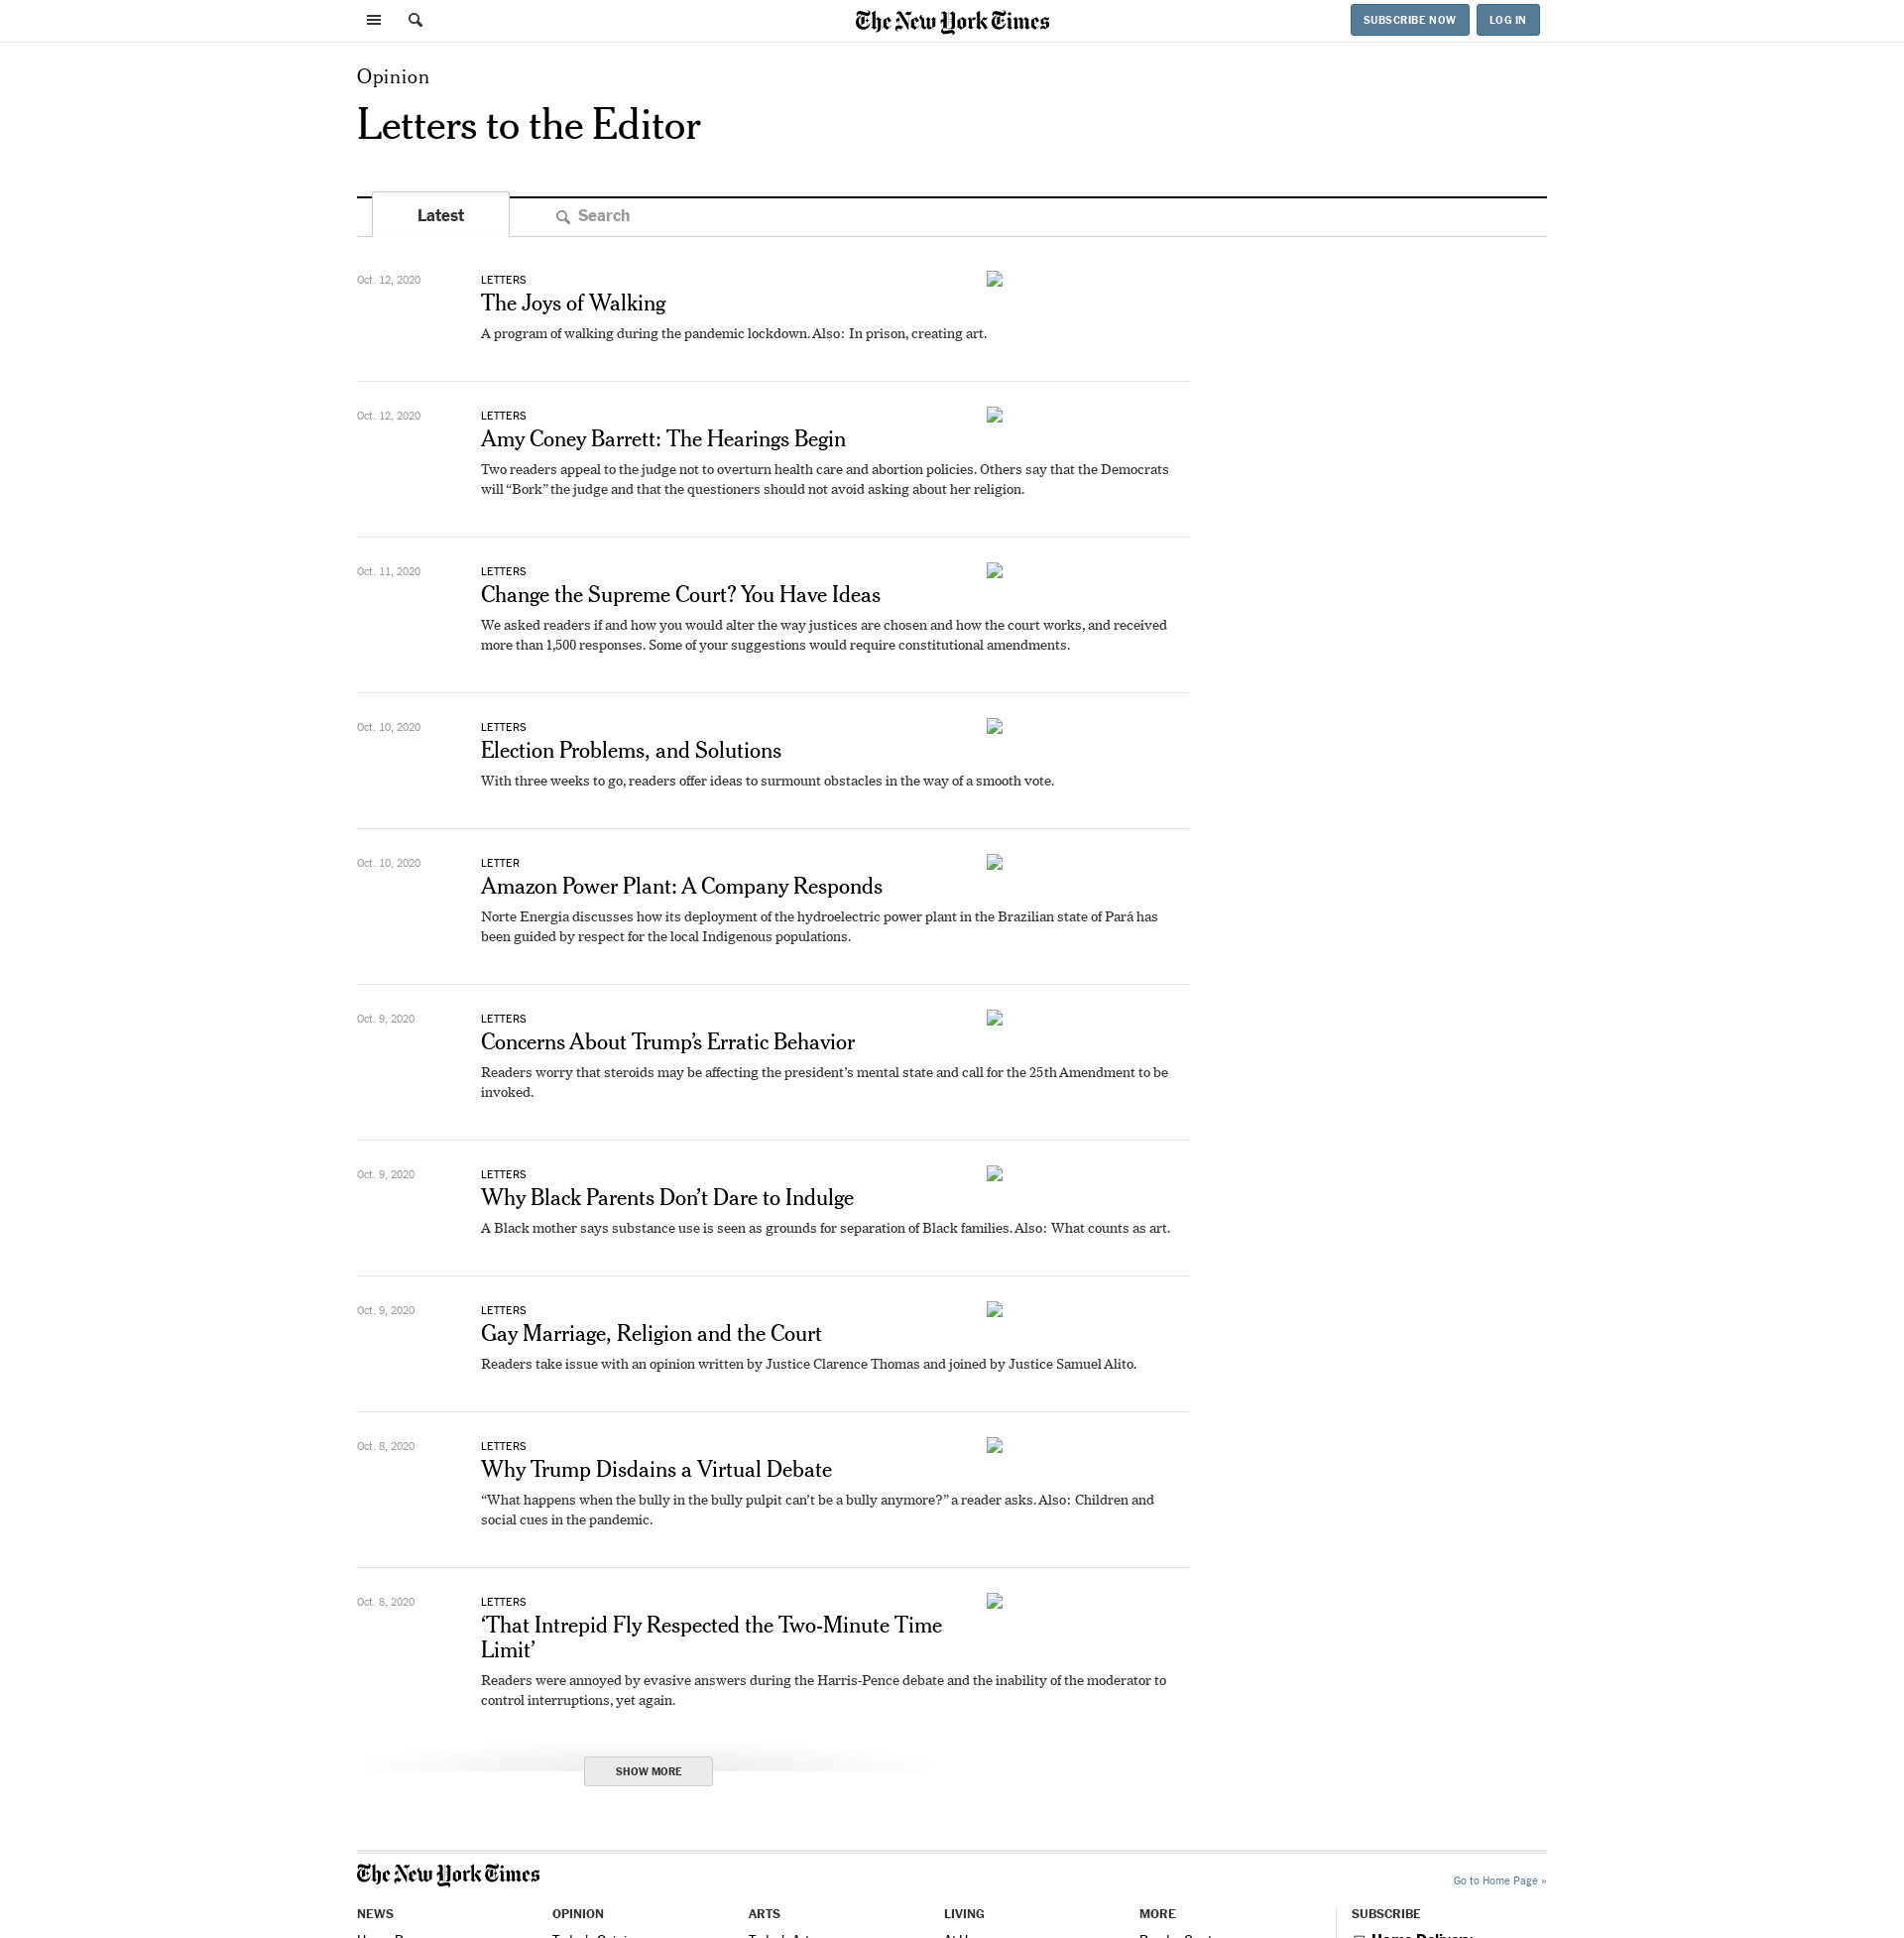 The New York Times
SUBSCRIBE NOW
LOG IN
Opinion
Letters to the Editor
Latest
Search
Oct. 12, 2020
LETTERS
The Joys of Walking
A program of walking during the pandemic lockdown. Also: In prison, creating art.
Oct. 12, 2020
LETTERS
Amy Coney Barrett: The Hearings Begin
Two readers appeal to the judge not to overturn health care and abortion policies. Others say that the Democrats
will “Bork” the judge and that the questioners should not avoid asking about her religion.
Oct. 11, 2020
LETTERS
Change the Supreme Court? You Have Ideas
We asked readers if and how you would alter the way justices are chosen and how the court works, and received
more than 1,500 responses. Some of your suggestions would require constitutional amendments.
Oct. 10, 2020
LETTERS
Election Problems, and Solutions
With three weeks to go, readers offer ideas to surmount obstacles in the way of a smooth vote.
Oct. 10, 2020
LETTER
Amazon Power Plant: A Company Responds
Norte Energia discusses how its deployment of the hydroelectric power plant in the Brazilian state of Pará has
been guided by respect for the local Indigenous populations.
Oct. 9, 2020
LETTERS
Concerns About Trump’s Erratic Behavior
Readers worry that steroids may be affecting the president’s mental state and call for the 25th Amendment to be
invoked.
Oct. 9, 2020
LETTERS
Why Black Parents Don’t Dare to Indulge
A Black mother says substance use is seen as grounds for separation of Black families. Also: What counts as art.
Oct. 9, 2020
LETTERS
Gay Marriage, Religion and the Court
Readers take issue with an opinion written by Justice Clarence Thomas and joined by Justice Samuel Alito.
Oct. 8, 2020
LETTERS
Why Trump Disdains a Virtual Debate
“What happens when the bully in the bully pulpit can’t be a bully anymore?” a reader asks. Also: Children and
social cues in the pandemic.
Oct. 8, 2020
LETTERS
‘That Intrepid Fly Respected the Two-Minute Time
Limit’
Readers were annoyed by evasive answers during the Harris-Pence debate and the inability of the moderator to
control interruptions, yet again.
SHOW MORE
The New York Times
Go to Home Page »
NEWS
OPINION
ARTS
LIVING
MORE
SUBSCRIBE
Home Delivery